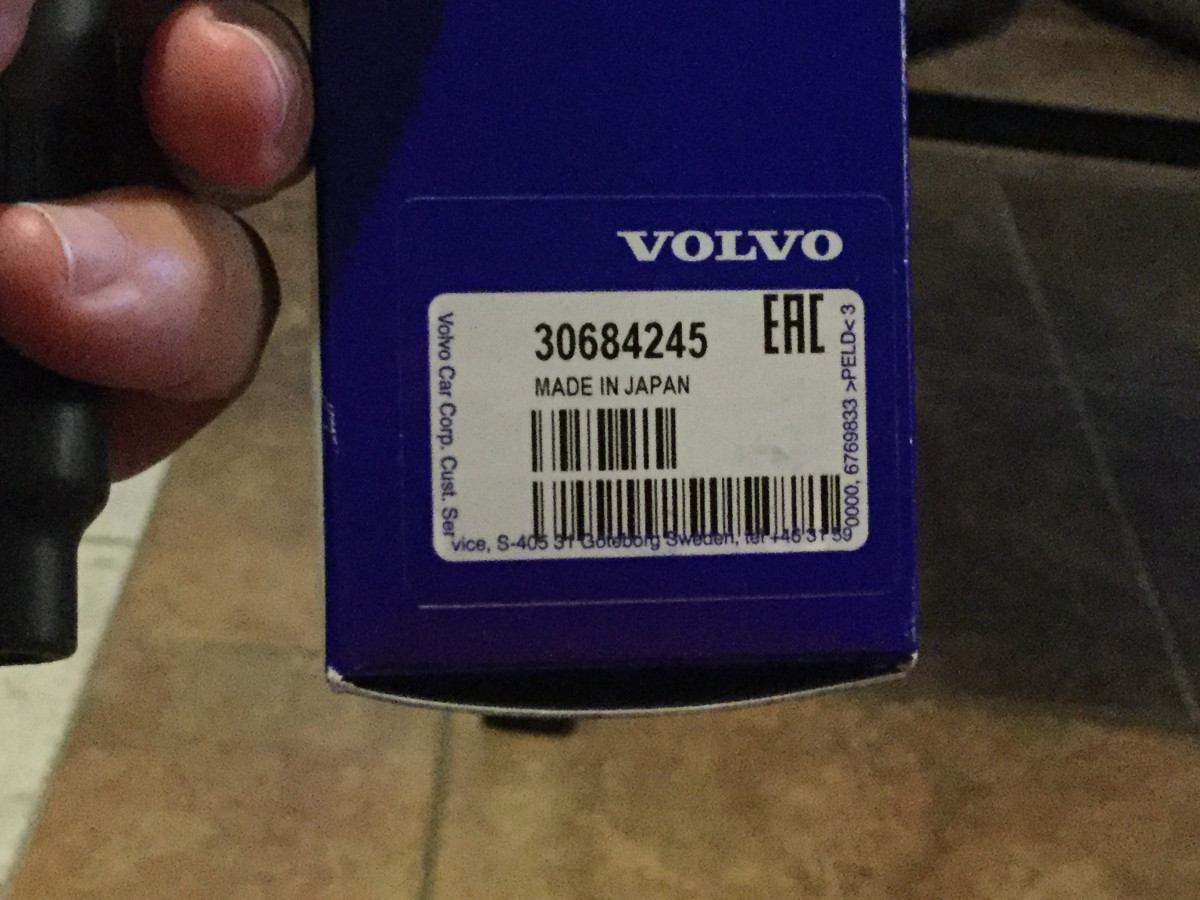 VOLVO
30684245
EAC
MADE IN JAPAN
Volvo Car Corp. Cust. Ser
vice, S-405 31 Göteborg Sweden, tel +46 31 59
0000, 6769833 >PELD< 3